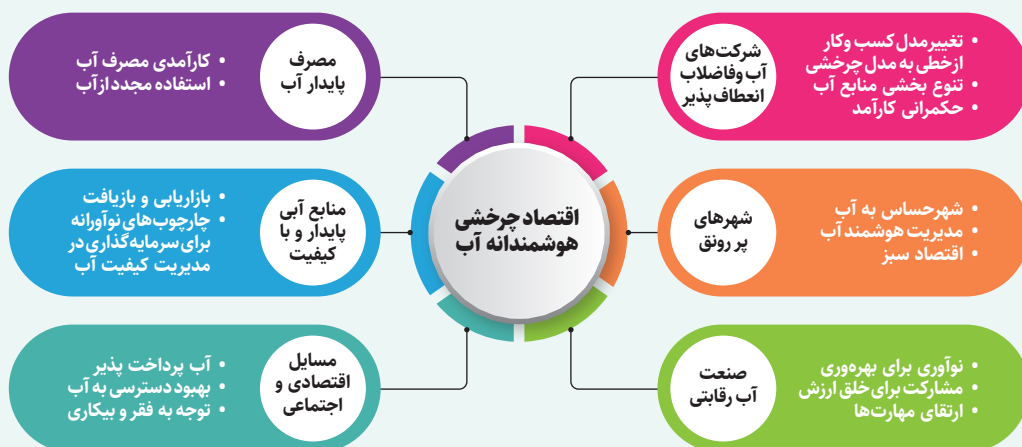 اقتصاد چرخشی
هوشمندانه آب
شرکت‌های
آب وفاضلاب
انعطاف‌پذیر
• تغییر مدل کسب وکار
از خطی به مدل چرخشی
• تنوع بخشی منابع آب
• حکمرانی کارآمد
شهرهای
پر رونق
• شهر حساس به آب
• مدیریت هوشمند آب
• اقتصاد سبز
صنعت
آب رقابتی
• نوآوری برای بهره‌وری
• مشارکت برای خلق ارزش
• ارتقای مهارت‌ها
مصرف
پایدار آب
• کارآمدی مصرف آب
• استفاده مجدد از آب
منابع آبی
پایدار و با
کیفیت
• بازاریابی و بازیافت
• چارچوب‌های نوآورانه
برای سرمایه‌گذاری در
مدیریت کیفیت آب
مسایل
اقتصادی و
اجتماعی
• آب پرداخت پذیر
• بهبود دسترسی به آب
• توجه به فقر و بیکاری